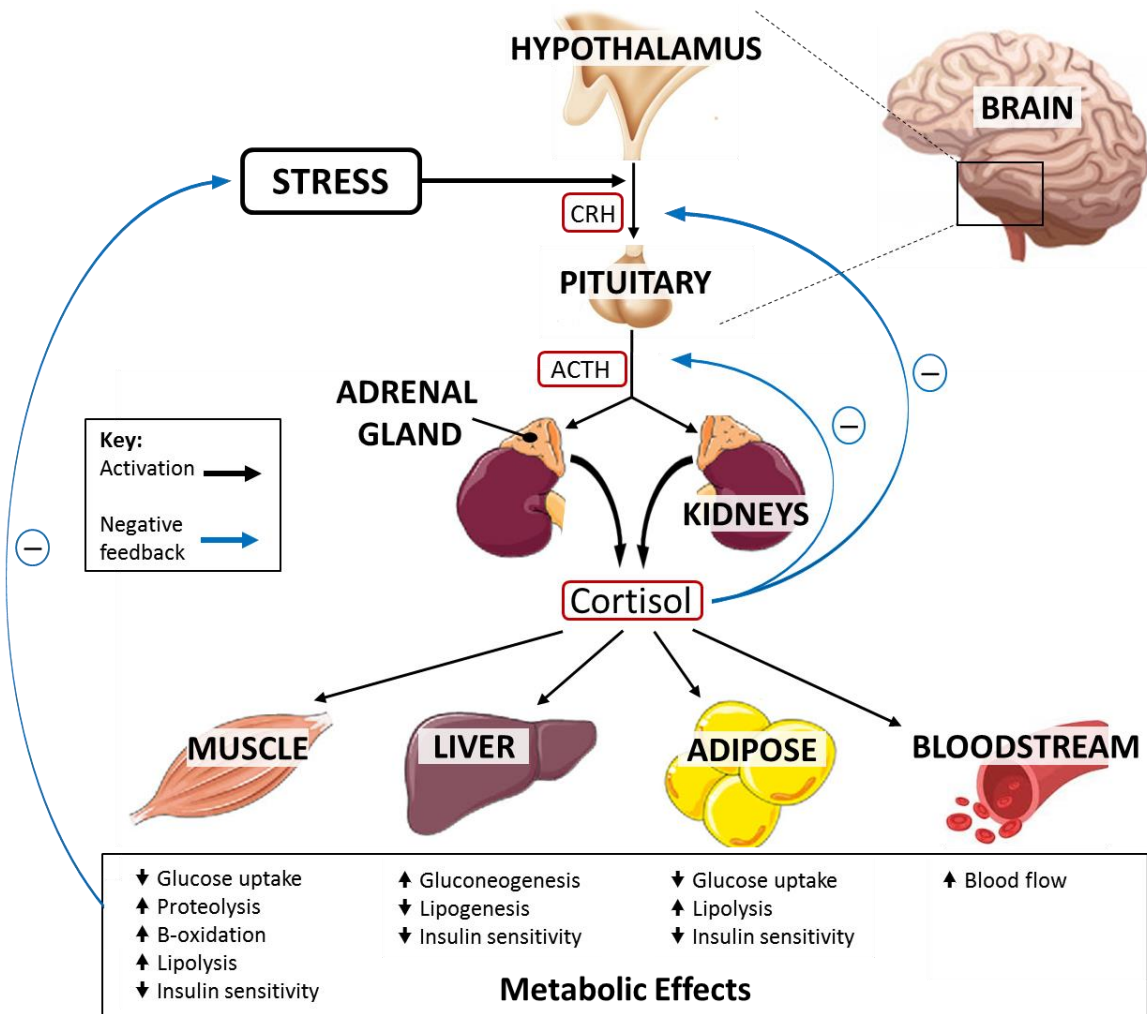 HYPOTHALAMUS
BRAIN
STRESS
CRH
PITUITARY
ACTH
ADRENAL
GLAND
Key:
Activation
Negative
feedback
KIDNEYS
−
−
−
Cortisol
MUSCLE
LIVER
ADIPOSE
BLOODSTREAM
🡇 Glucose uptake
🡅 Proteolysis
🡅 B-oxidation
🡅 Lipolysis
🡇 Insulin sensitivity
🡅 Gluconeogenesis
🡇 Lipogenesis
🡇 Insulin sensitivity
🡇 Glucose uptake
🡅 Lipolysis
🡇 Insulin sensitivity
🡅 Blood flow
Metabolic Effects